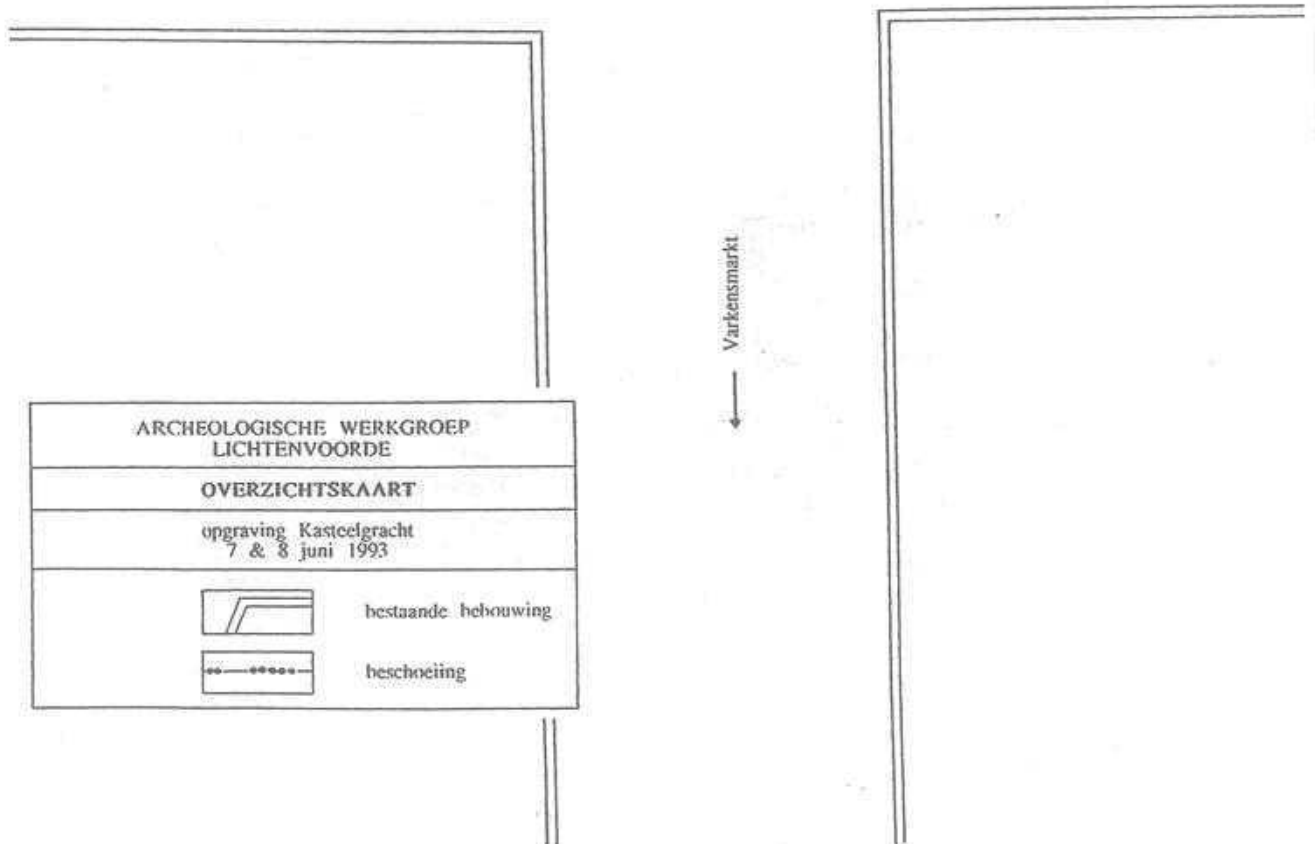 Varkensmarkt
ARCHEOLOGISCHE WERKGROEP
LICHTENVOORDE
OVERZICHTSKAART
opgraving Kasteelgracht
7 & 8 juni 1993
bestaande bebouwing
beschoeiing